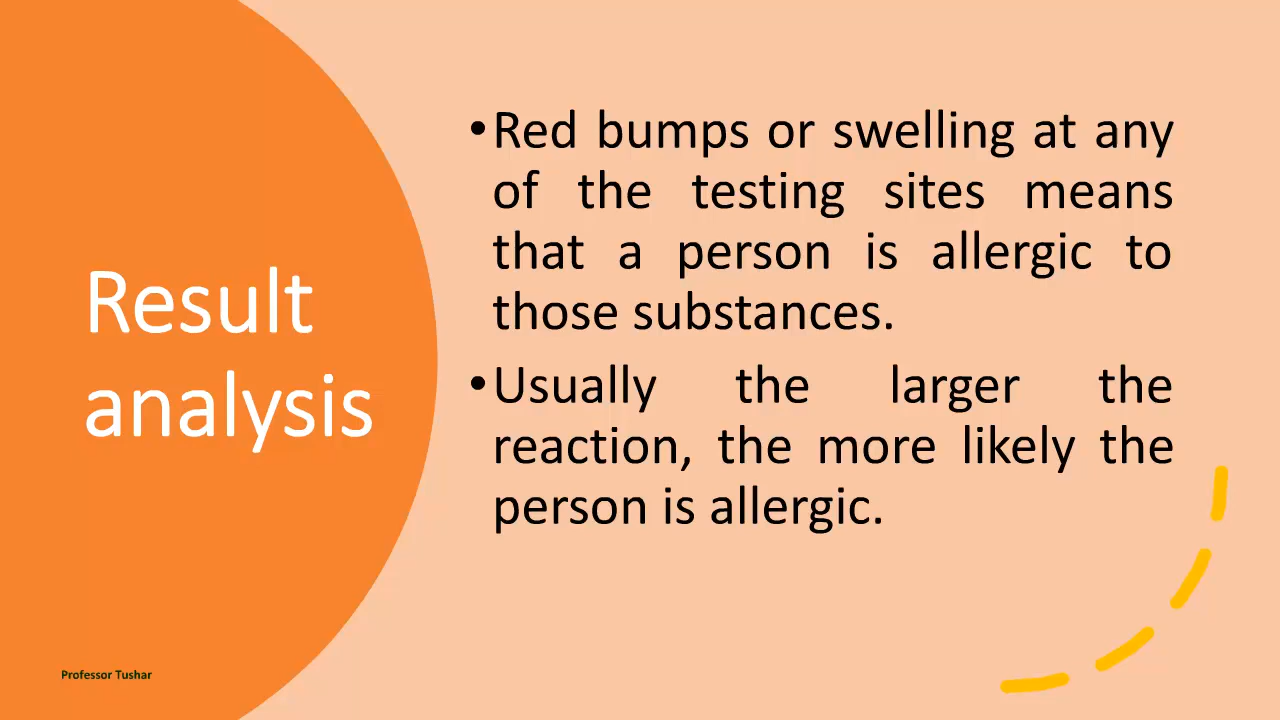 Result
analysis
•Red bumps or swelling at any
of the testing sites means
that a person is allergic to
those substances.
•Usually the larger the
reaction, the more likely the
person is allergic.
Professor Tushar